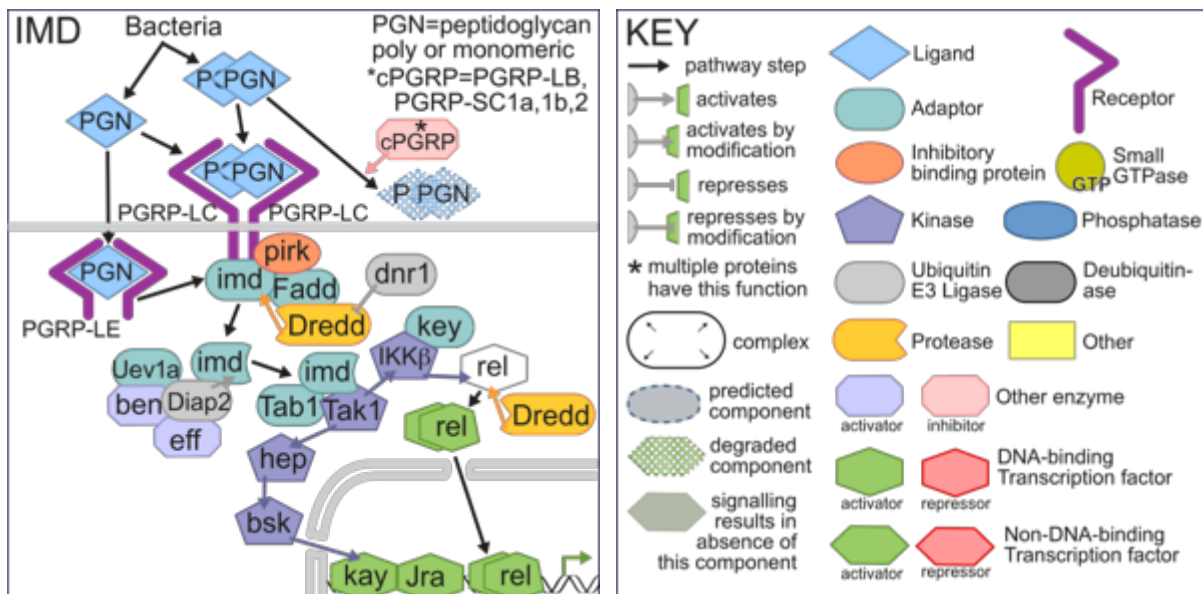 IMD
Bacteria
PGN=peptidoglycan
poly or monomeric
*cPGRP=PGRP-LB,
PGRP-SC1a,1b,2
PGN
PGN
*
cPGRP
PGN
P PGN
PGRP-LC
PGRP-LC
PGN
PGRP-LE
pirk
imd
Fadd
dnr1
Dredd
key
IKKβ
rel
Uev1a
imd
ben
Diap2
eff
imd
Tab1
Tak1
Dredd
rel
hep
bsk
kay
Jra
rel
KEY
pathway step
activates
activates by
modification
represses
represses by
modification
* multiple proteins
have this function
complex
predicted
component
degraded
component
signalling
results in
absence of
this component
Ligand
Adaptor
Inhibitory
binding protein
Kinase
Ubiquitin
E3 Ligase
Protease
Receptor
GTP
Small
GTPase
Phosphatase
Deubiquitin-
ase
Other
Other enzyme
activator
inhibitor
DNA-binding
Transcription factor
activator
repressor
Non-DNA-binding
Transcription factor
activator
repressor